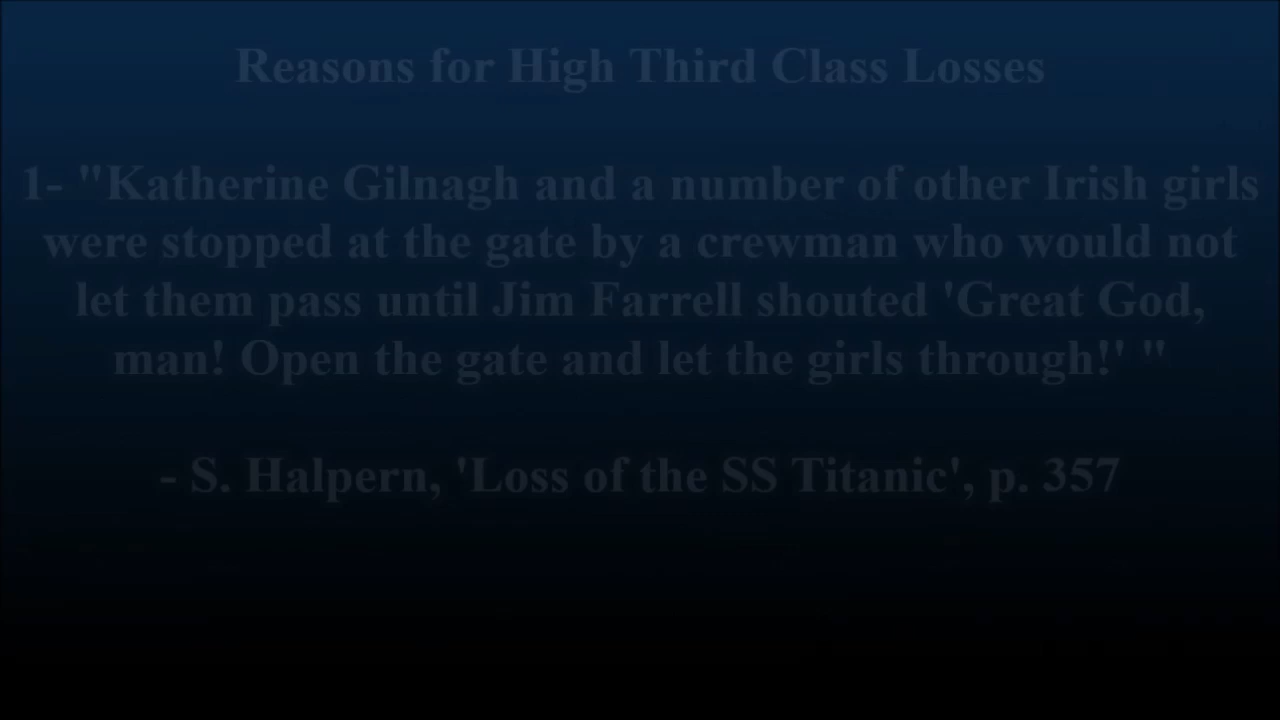 Reasons for High Third Class Losses
1- "Katherine Gilnagh and a number of other Irish girls
were stopped at the gate by a crewman who would not
let them pass until Jim Farrell shouted 'Great God,
man! Open the gate and let the girls through!' "
- S. Halpern, 'Loss of the SS Titanic', p. 357